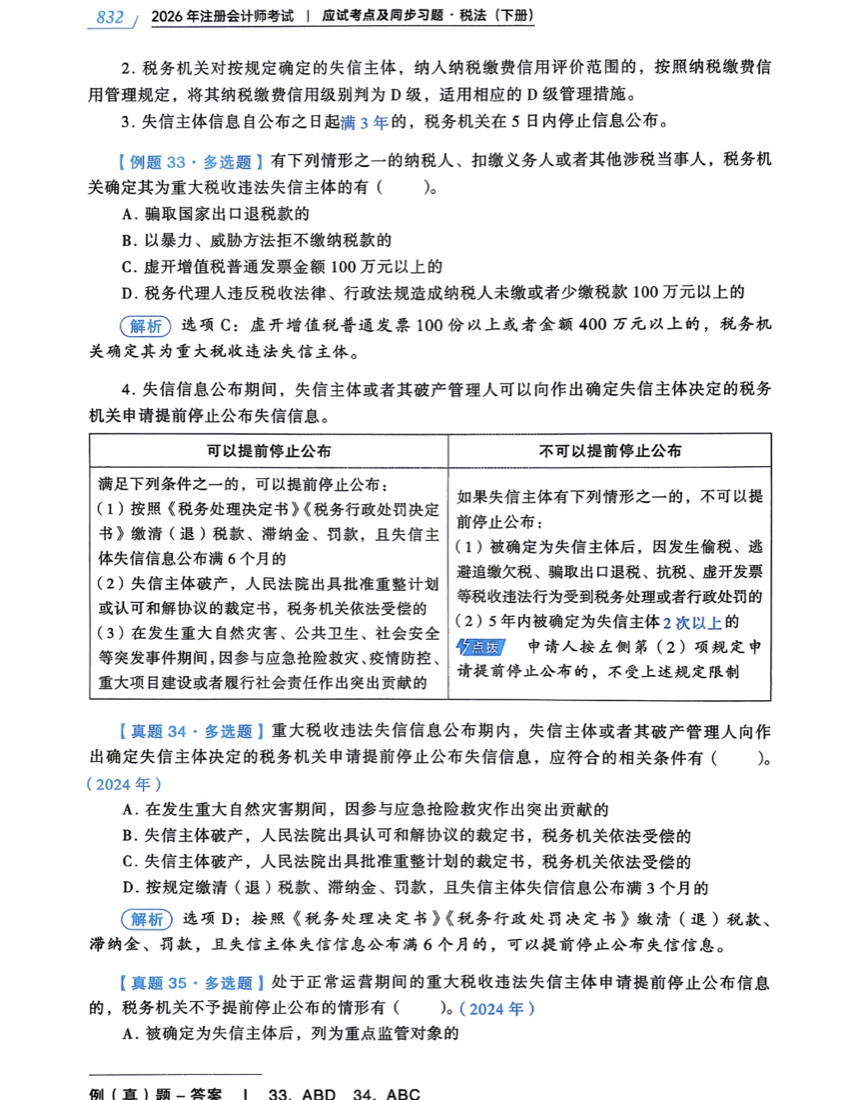 832 2026 年注册会计师考试 | 应试考点及同步习题·税法（下册）
2. 税务机关对按规定确定的失信主体，纳入纳税缴费信用评价范围的，按照纳税缴费信
用管理规定，将其纳税缴费信用级别判为 D 级，适用相应的 D 级管理措施。
3. 失信主体信息自公布之日起满 3 年的，税务机关在 5 日内停止信息公布。
【例题 33·多选题】有下列情形之一的纳税人、扣缴义务人或者其他涉税当事人，税务机
关确定其为重大税收违法失信主体的有（　　）。
A. 骗取国家出口退税款的
B. 以暴力、威胁方法拒不缴纳税款的
C. 虚开增值税普通发票金额 100 万元以上的
D. 税务代理人违反税收法律、行政法规造成纳税人未缴或者少缴税款 100 万元以上的
解析 选项 C：虚开增值税普通发票 100 份以上或者金额 400 万元以上的，税务机
关确定其为重大税收违法失信主体。
4. 失信信息公布期间，失信主体或者其破产管理人可以向作出确定失信主体决定的税务
机关申请提前停止公布失信信息。
可以提前停止公布
满足下列条件之一的，可以提前停止公布：
（1）按照《税务处理决定书》《税务行政处罚决定
书》缴清（退）税款、滞纳金、罚款，且失信主
体失信信息公布满 6 个月的
（2）失信主体破产，人民法院出具批准重整计划
或认可和解协议的裁定书，税务机关依法受偿的
（3）在发生重大自然灾害、公共卫生、社会安全
等突发事件期间，因参与应急抢险救灾、疫情防控、
重大项目建设或者履行社会责任作出突出贡献的
不可以提前停止公布
如果失信主体有下列情形之一的，不可以提
前停止公布：
（1）被确定为失信主体后，因发生偷税、逃
避追缴欠税、骗取出口退税、抗税、虚开发票
等税收违法行为受到税务处理或者行政处罚的
（2）5 年内被确定为失信主体 2 次以上的
点拨 申请人按左侧第（2）项规定申
请提前停止公布的，不受上述规定限制
【真题 34·多选题】重大税收违法失信信息公布期内，失信主体或者其破产管理人向作
出确定失信主体决定的税务机关申请提前停止公布失信信息，应符合的相关条件有（　　）。
（2024 年）
A. 在发生重大自然灾害期间，因参与应急抢险救灾作出突出贡献的
B. 失信主体破产，人民法院出具认可和解协议的裁定书，税务机关依法受偿的
C. 失信主体破产，人民法院出具批准重整计划的裁定书，税务机关依法受偿的
D. 按规定缴清（退）税款、滞纳金、罚款，且失信主体失信信息公布满 3 个月的
解析 选项 D：按照《税务处理决定书》《税务行政处罚决定书》缴清（退）税款、
滞纳金、罚款，且失信主体失信信息公布满 6 个月的，可以提前停止公布失信信息。
【真题 35·多选题】处于正常运营期间的重大税收违法失信主体申请提前停止公布信息
的，税务机关不予提前停止公布的情形有（　　）。（2024 年）
A. 被确定为失信主体后，列为重点监管对象的
例（真）题－答案 | 33. ABD 34. ABC